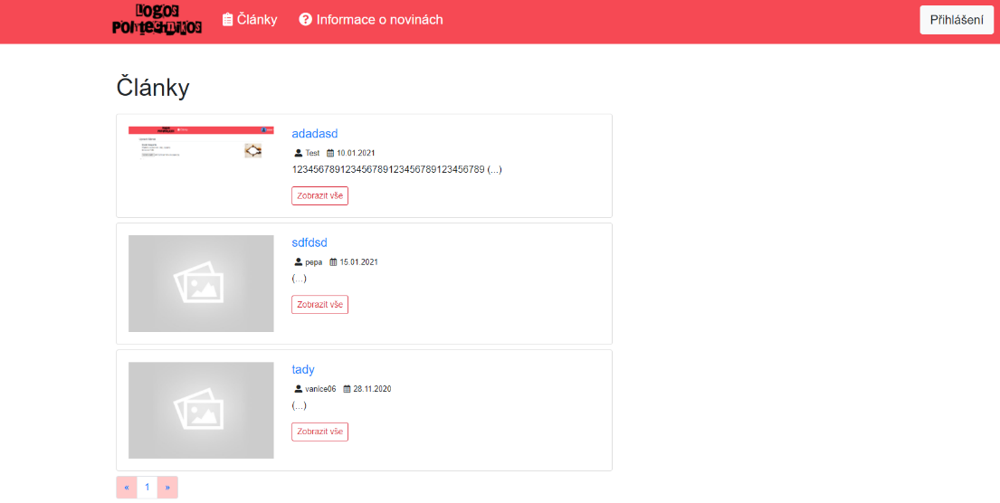 Logos
Polytechnikos
Články
Informace o novinách
Přihlášení
Články
adadasd
Test 10.01.2021
123456789123456789123456789123456789 (...)
Zobrazit vše
sdfdsd
pepa 15.01.2021
(...)
Zobrazit vše
tady
vanice06 28.11.2020
(...)
Zobrazit vše
« 1 »